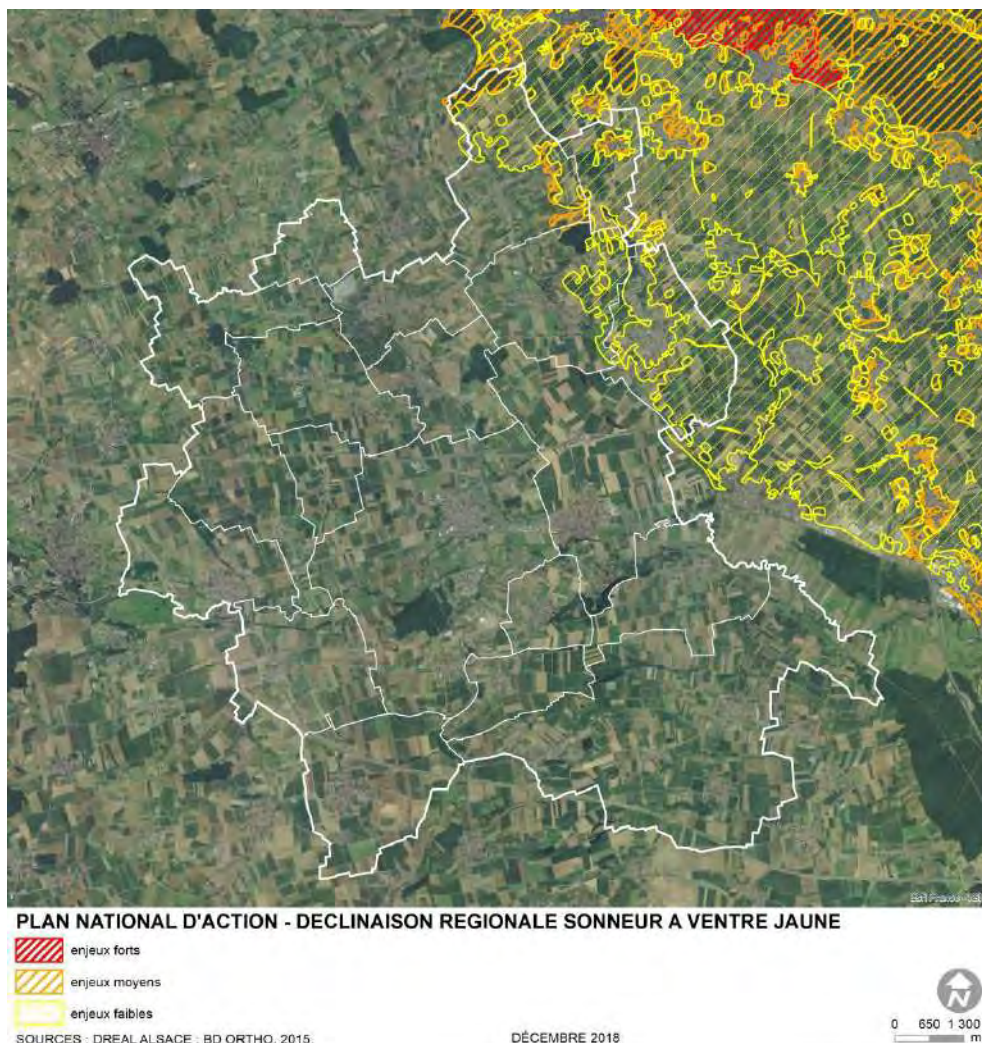 PLAN NATIONAL D'ACTION - DECLINAISON REGIONALE SONNEUR A VENTRE JAUNE
enjeux forts
enjeux moyens
enjeux faibles
N
0 650 1 300
m
SOURCES : DREAL ALSACE ; BD ORTHO, 2015
DÉCEMBRE 2018